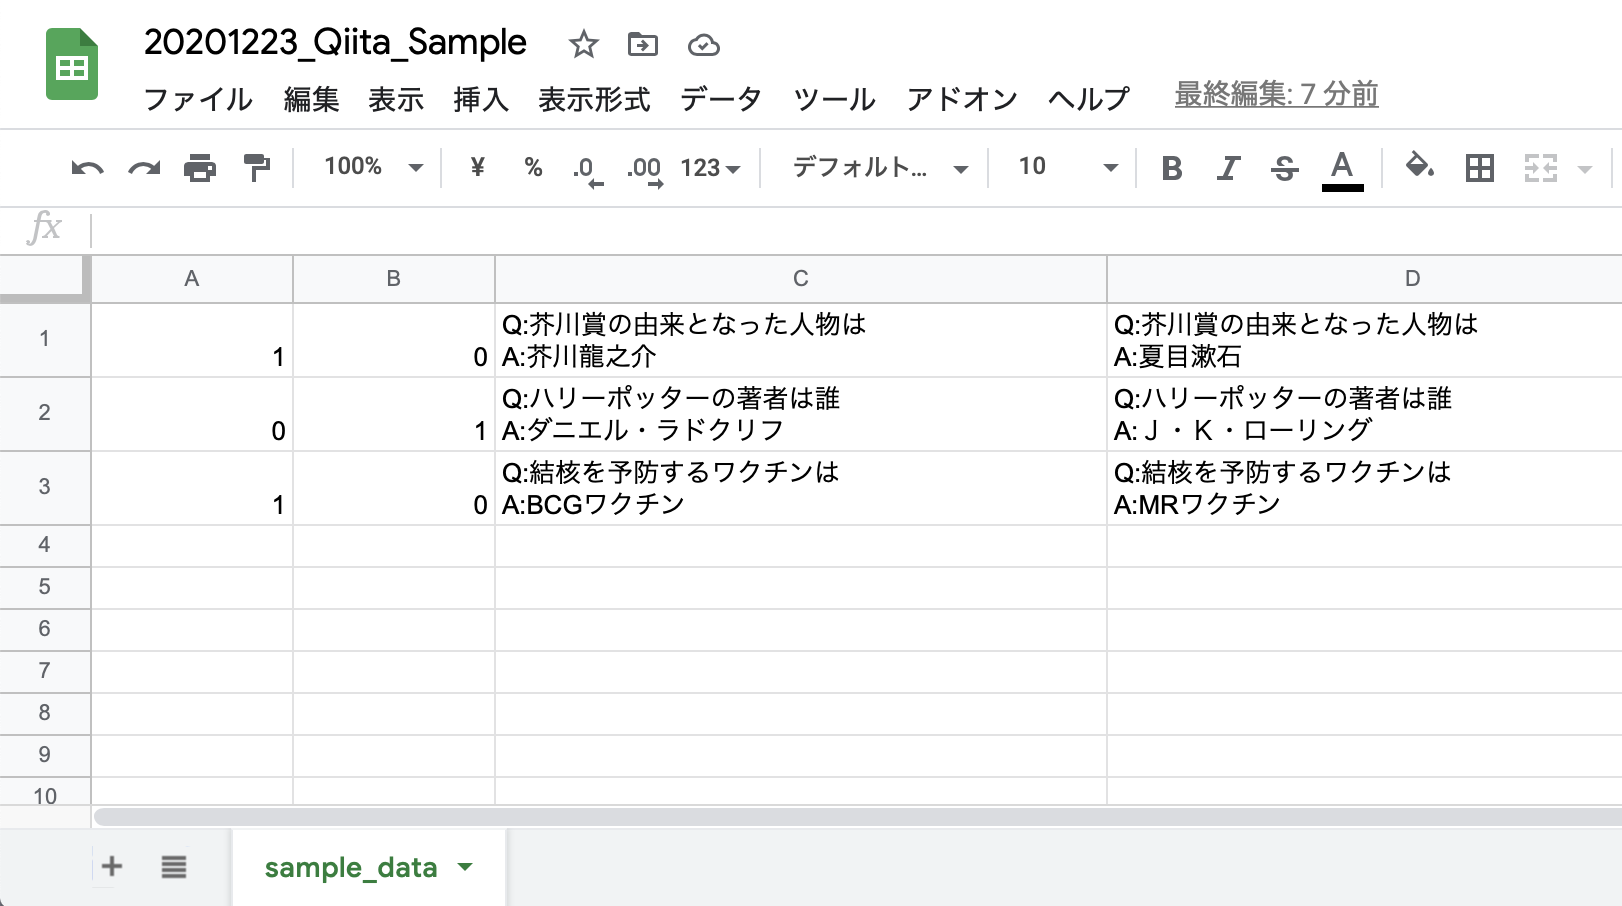 20201223_Qiita_Sample
ファイル 編集 表示 挿入 表示形式 データ ツール アドオン ヘルプ 最終編集: 7 分前
100% ¥ % .0 .00 123 デフォルト... 10 B I S A
fx
A B C D
1 1 0 Q:芥川賞の由来となった人物は Q:芥川賞の由来となった人物は
A:芥川龍之介 A:夏目漱石
2 0 1 Q:ハリーポッターの著者は誰 Q:ハリーポッターの著者は誰
A:ダニエル・ラドクリフ A:Ｊ・Ｋ・ローリング
3 1 0 Q:結核を予防するワクチンは Q:結核を予防するワクチンは
A:BCGワクチン A:MRワクチン
4
5
6
7
8
9
10
sample_data